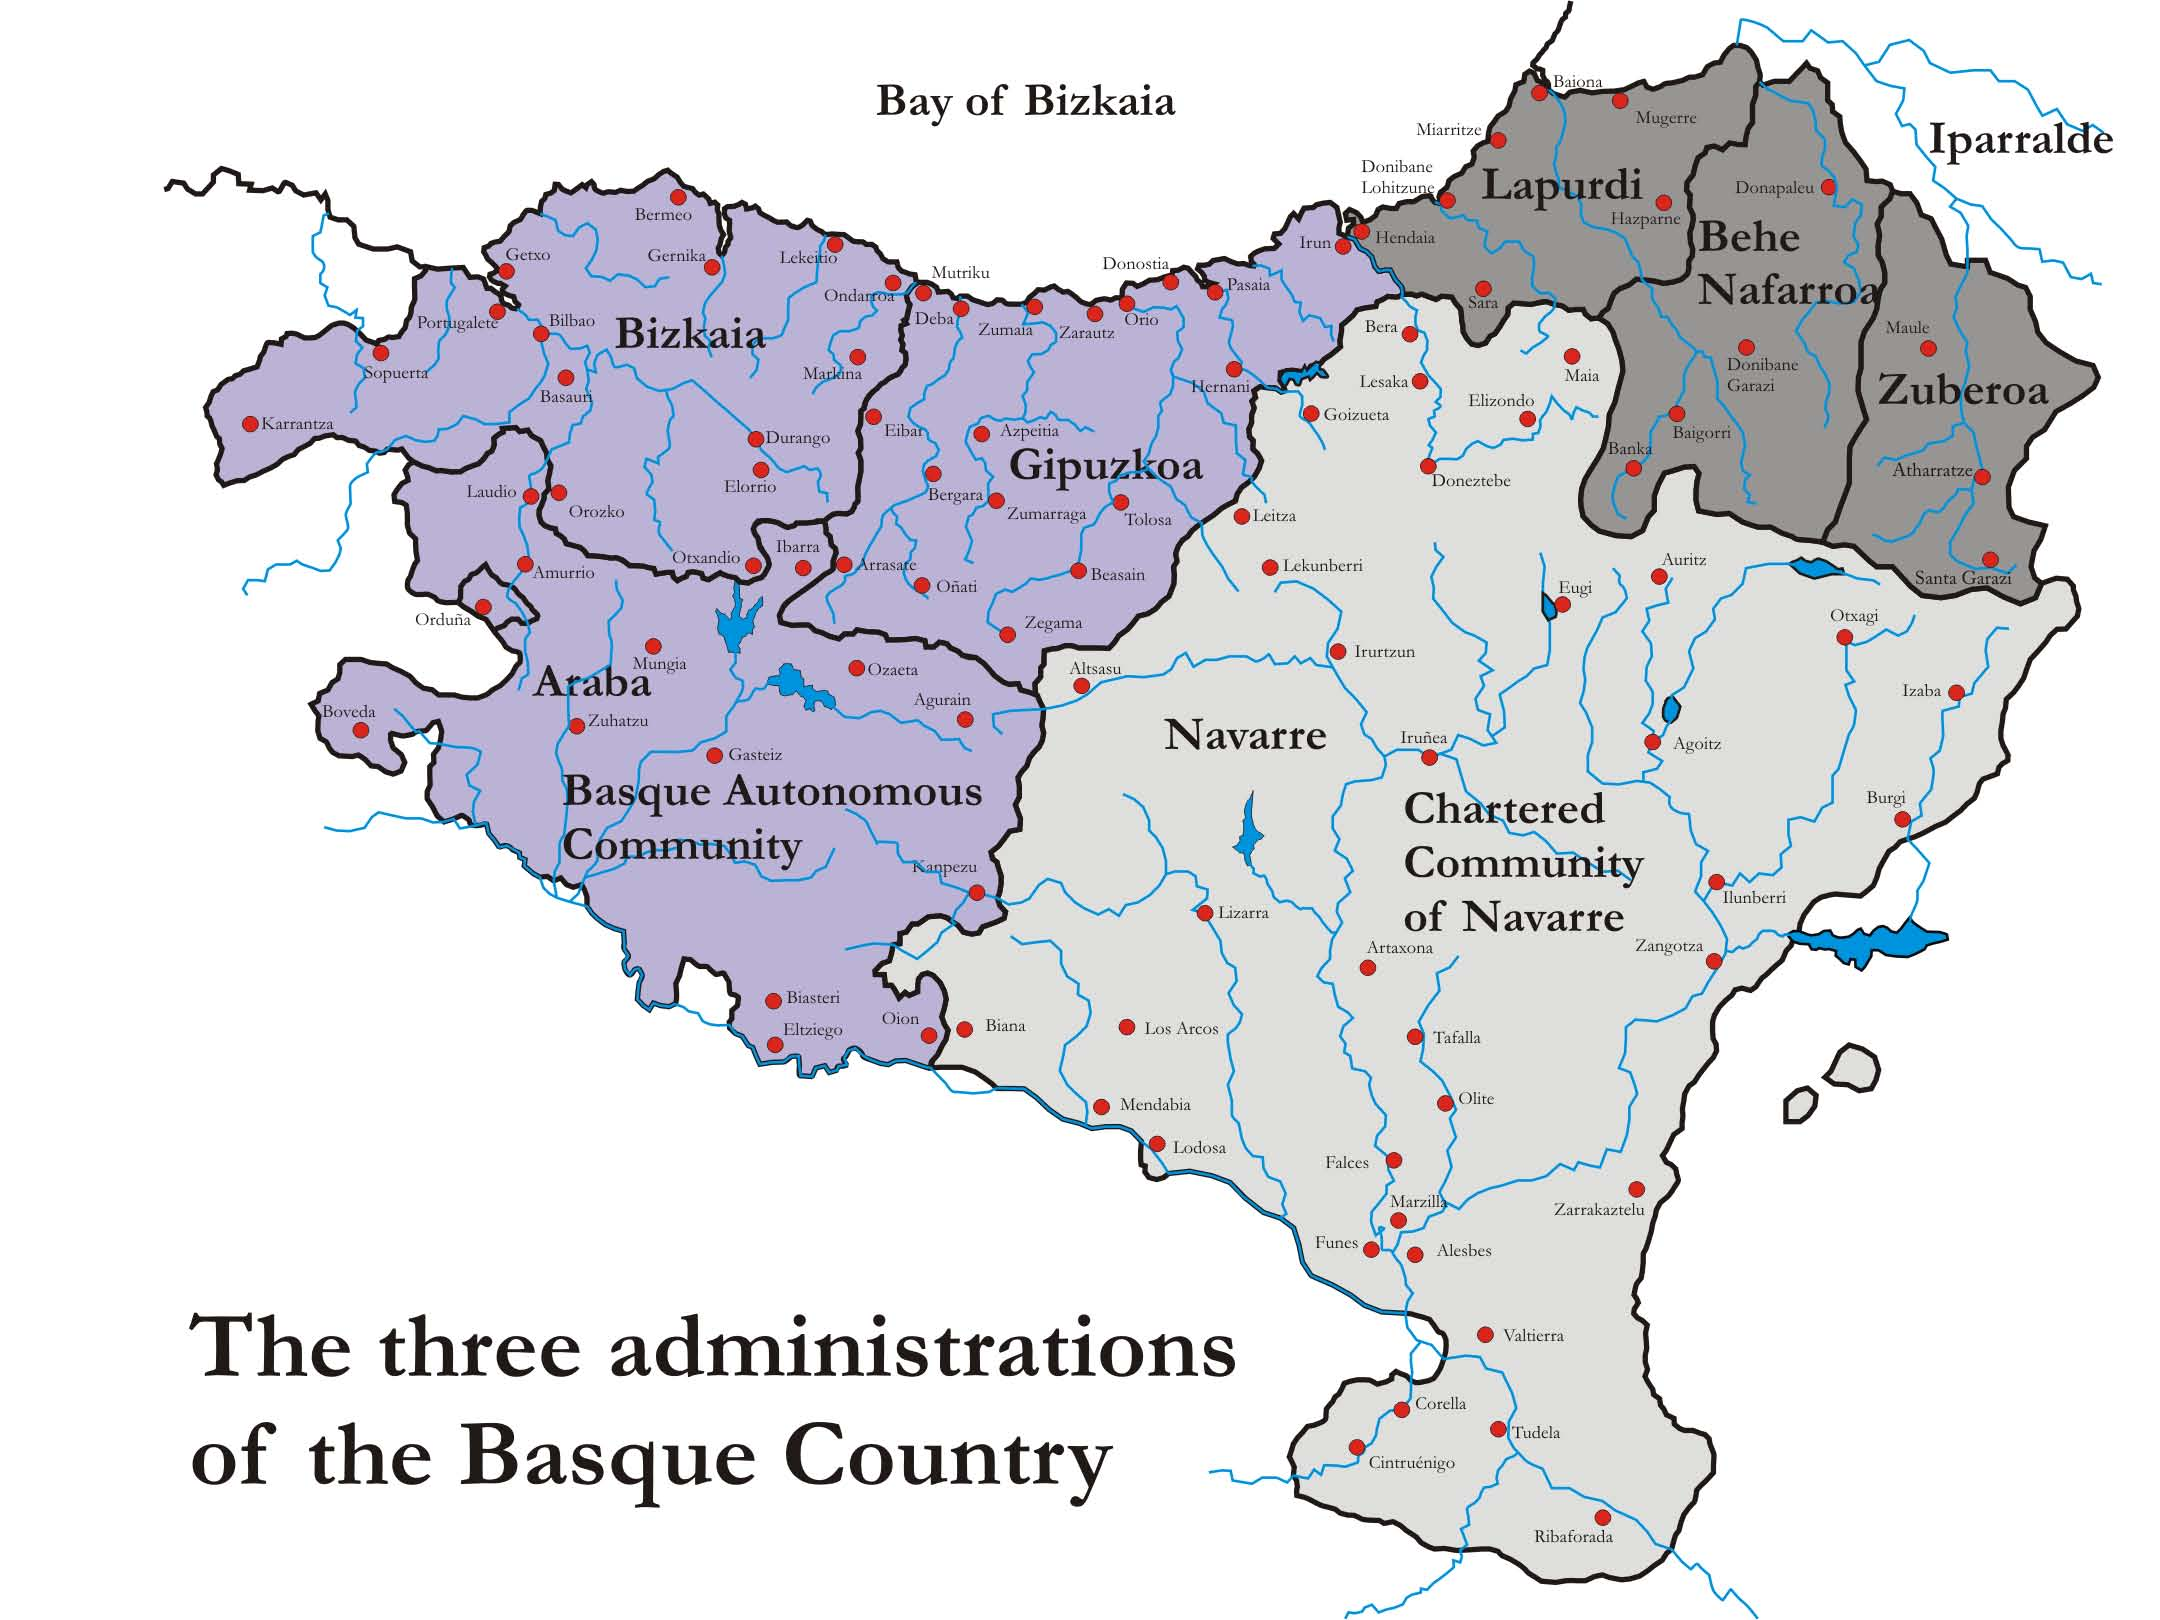 Bay of Bizkaia
Iparralde
Baiona
Mugerre
Miarritze
Donibane
Lohitzune
Lapurdi
Hazparne
Donapaleu
Behe
Nafarroa
Bermeo
Getxo
Gernika
Lekeitio
Irun
Hendaia
Ondarroa
Mutriku
Donostia
Pasaia
Sara
Portugalete
Bilbao
Bizkaia
Deba
Zumaia
Zarautz
Orio
Bera
Maule
Sopuerta
Basauri
Markina
Hernani
Lesaka
Maia
Donibane
Garazi
Zuberoa
Karrantza
Durango
Eibar
Azpeitia
Goizueta
Elizondo
Baigorri
Banka
Gipuzkoa
Laudio
Orozko
Elorrio
Bergara
Zumarraga
Tolosa
Doneztebe
Atharratze
Leitza
Otxandio
Ibarra
Arrasate
Oñati
Beasain
Lekunberri
Auritz
Santa Garazi
Amurrio
Eugi
Orduña
Zegama
Otxagi
Mungia
Araba
Ozaeta
Altsasu
Irurtzun
Izaba
Boveda
Zuhatzu
Agurain
Navarre
Iruñea
Agoitz
Gasteiz
Basque Autonomous
Community
Chartered
Community
of Navarre
Burgi
Kanpezu
Lizarra
Ilunberri
Artaxona
Zangotza
Biasteri
Eltziego
Oion
Biana
Los Arcos
Tafalla
Mendabia
Olite
Lodosa
Falces
Marzilla
Zarrakaztelu
Funes
Alesbes
Valtierra
Corella
Tudela
Cintruénigo
Ribaforada
The three administrations
of the Basque Country